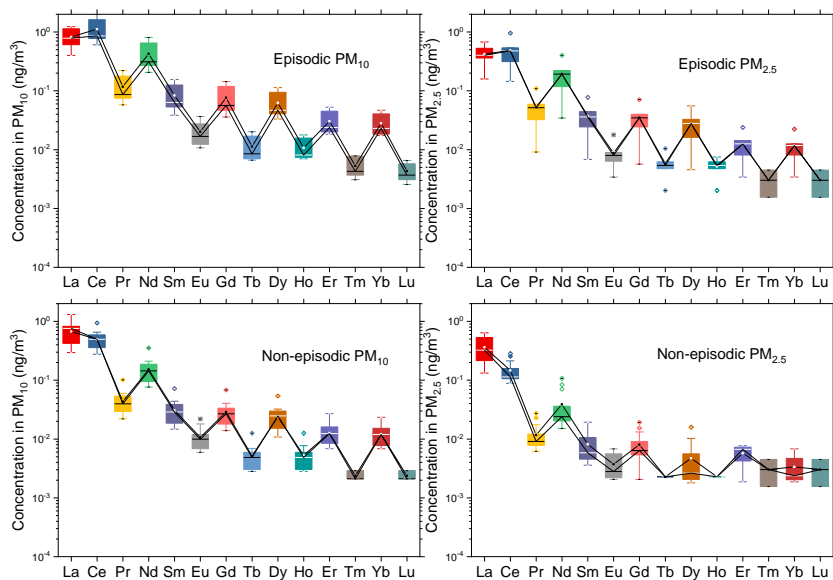 Episodic PM10
Concentration in PM10 (ng/m3)
10^0
10^-1
10^-2
10^-3
10^-4
La Ce Pr Nd Sm Eu Gd Tb Dy Ho Er Tm Yb Lu
Episodic PM2.5
Concentration in PM2.5 (ng/m3)
10^0
10^-1
10^-2
10^-3
10^-4
La Ce Pr Nd Sm Eu Gd Tb Dy Ho Er Tm Yb Lu
Non-episodic PM10
Concentration in PM10 (ng/m3)
10^0
10^-1
10^-2
10^-3
10^-4
La Ce Pr Nd Sm Eu Gd Tb Dy Ho Er Tm Yb Lu
Non-episodic PM2.5
Concentration in PM2.5 (ng/m3)
10^0
10^-1
10^-2
10^-3
10^-4
La Ce Pr Nd Sm Eu Gd Tb Dy Ho Er Tm Yb Lu